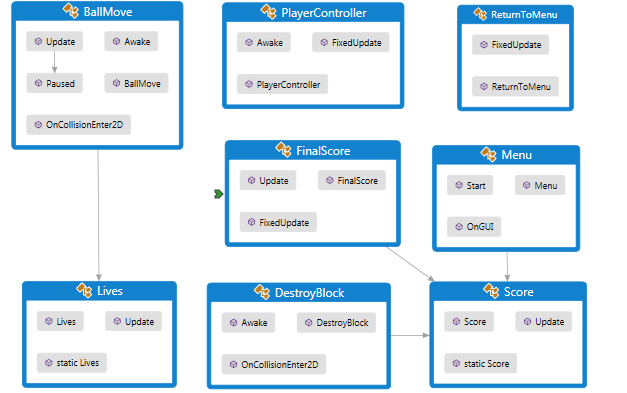 BallMove
Update
Awake
Paused
BallMove
OnCollisionEnter2D
PlayerController
Awake
FixedUpdate
PlayerController
ReturnToMenu
FixedUpdate
ReturnToMenu
FinalScore
Update
FinalScore
FixedUpdate
Menu
Start
Menu
OnGUI
Lives
Lives
Update
static Lives
DestroyBlock
Awake
DestroyBlock
OnCollisionEnter2D
Score
Score
Update
static Score